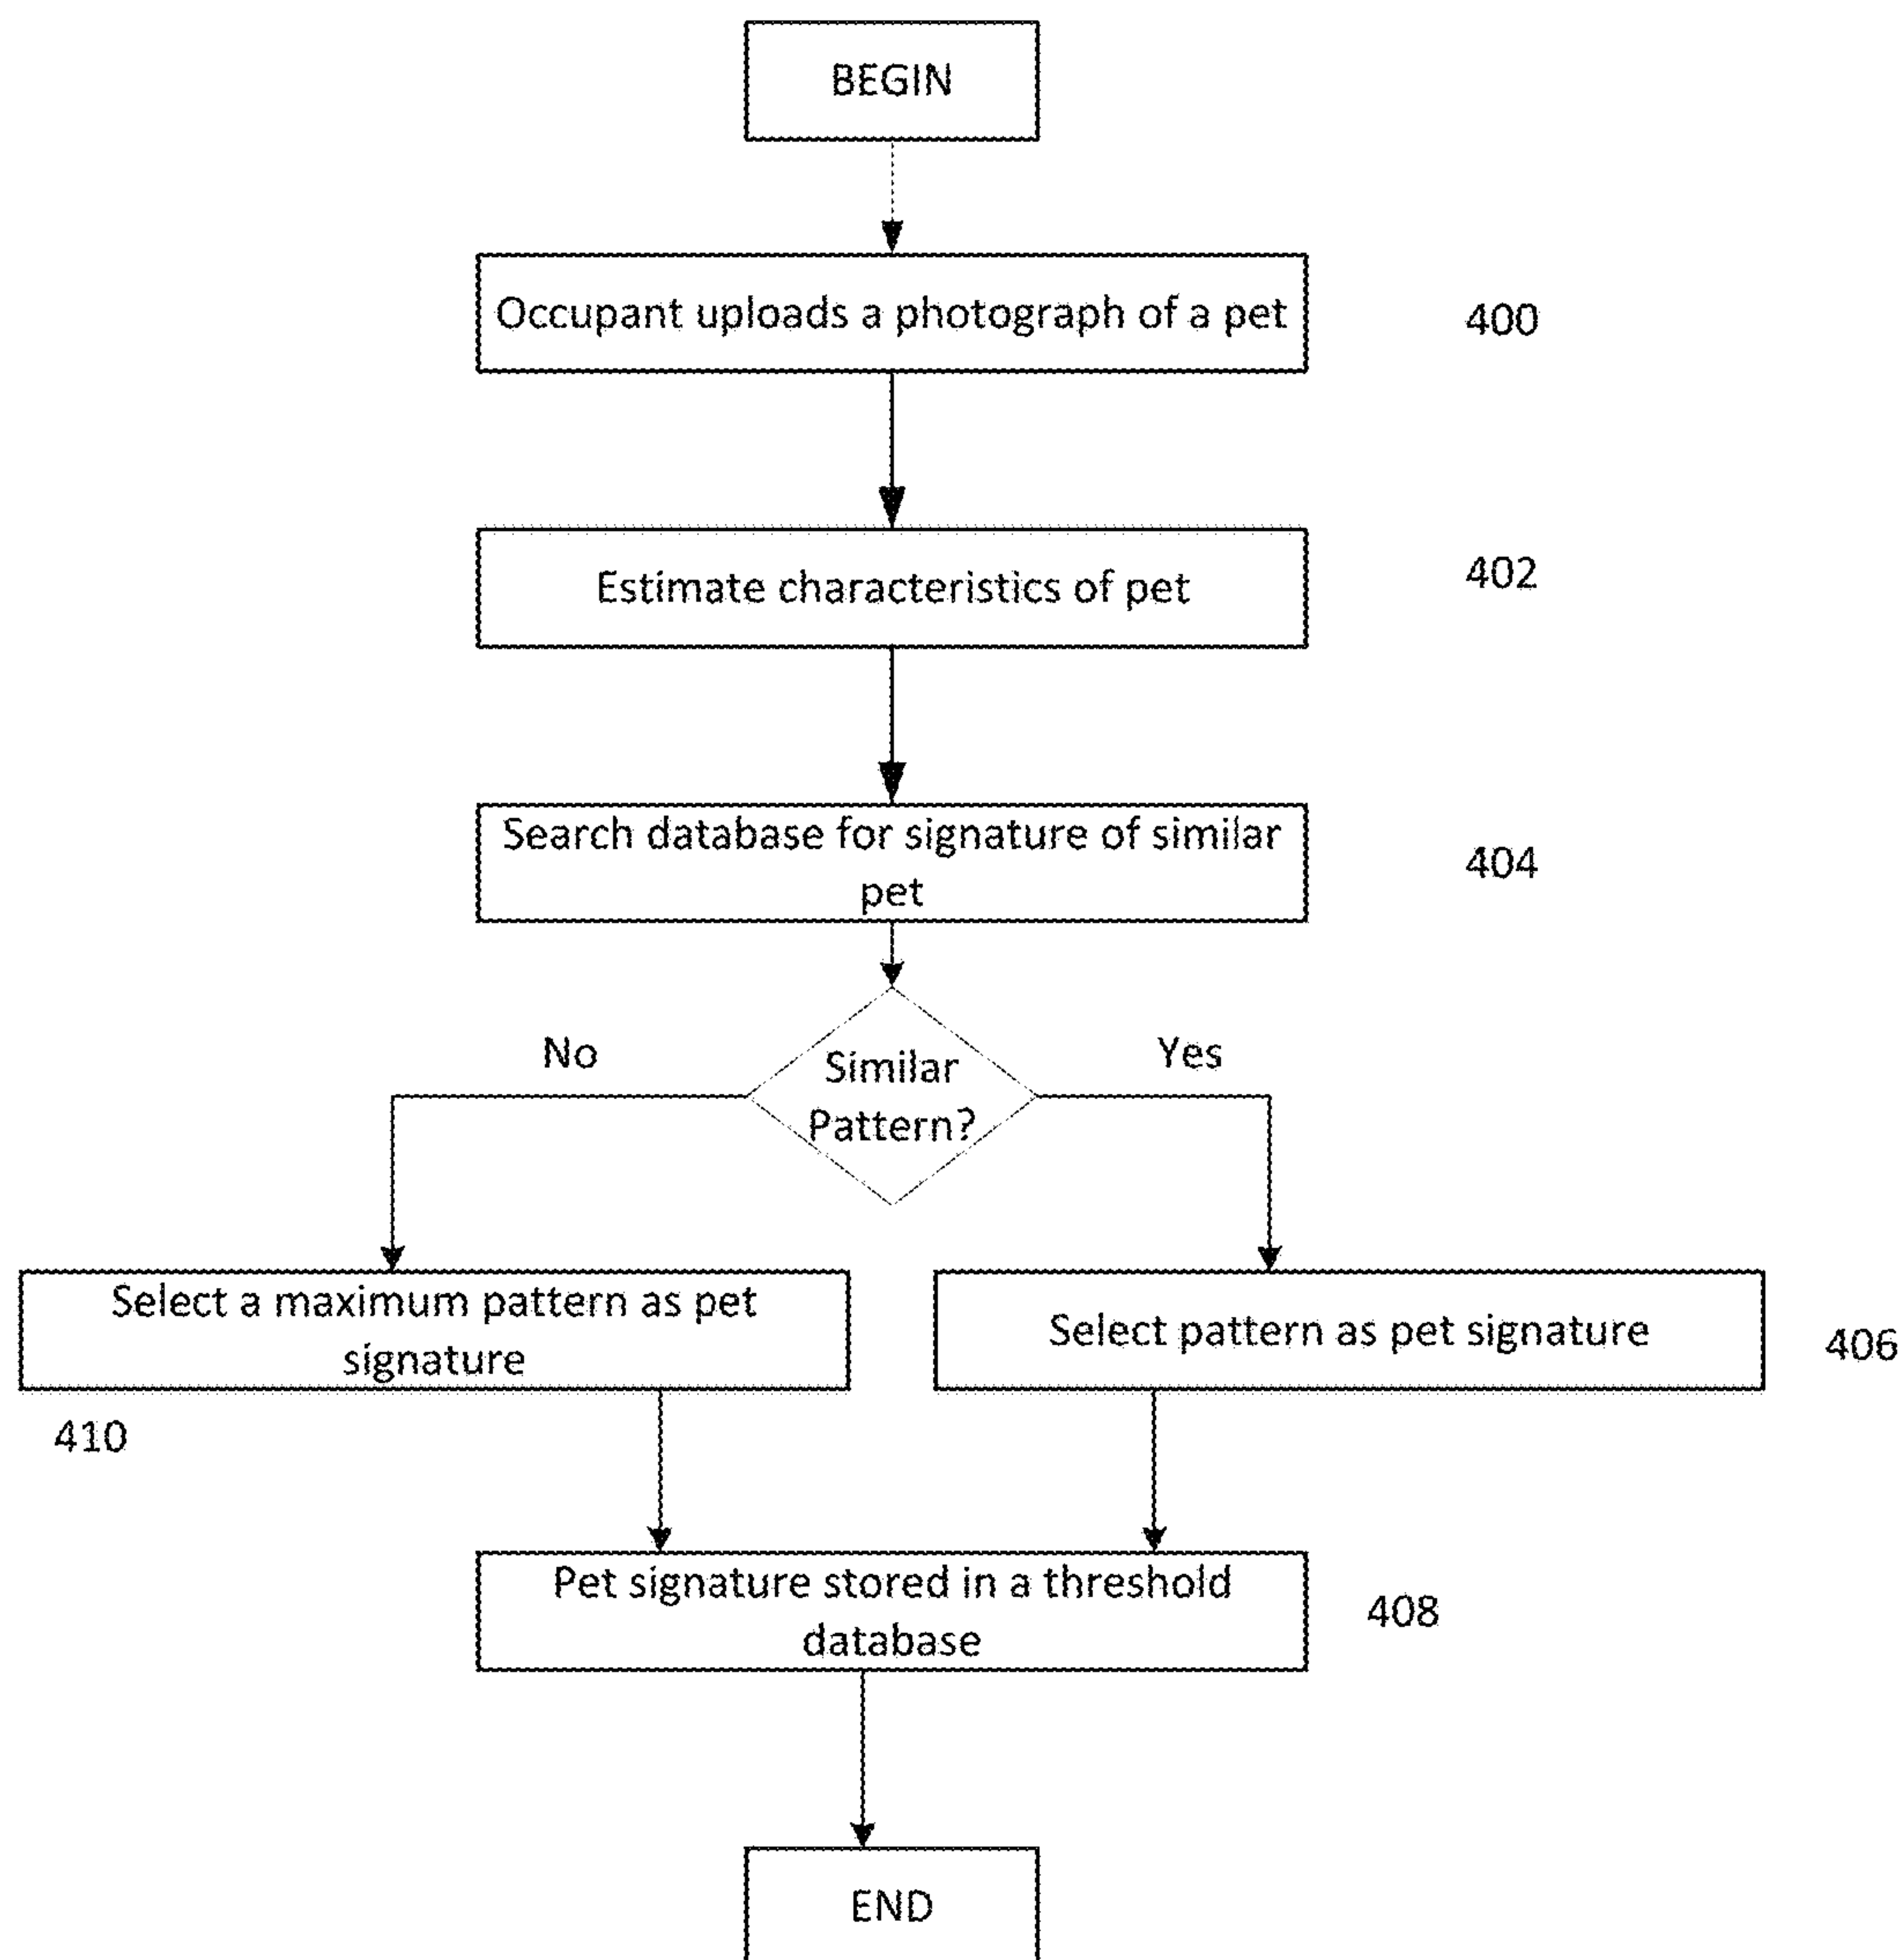 BEGIN
Occupant uploads a photograph of a pet
400
Estimate characteristics of pet
402
Search database for signature of similar
pet
404
No
Similar
Pattern?
Yes
Select a maximum pattern as pet
signature
410
Select pattern as pet signature
406
Pet signature stored in a threshold
database
408
END